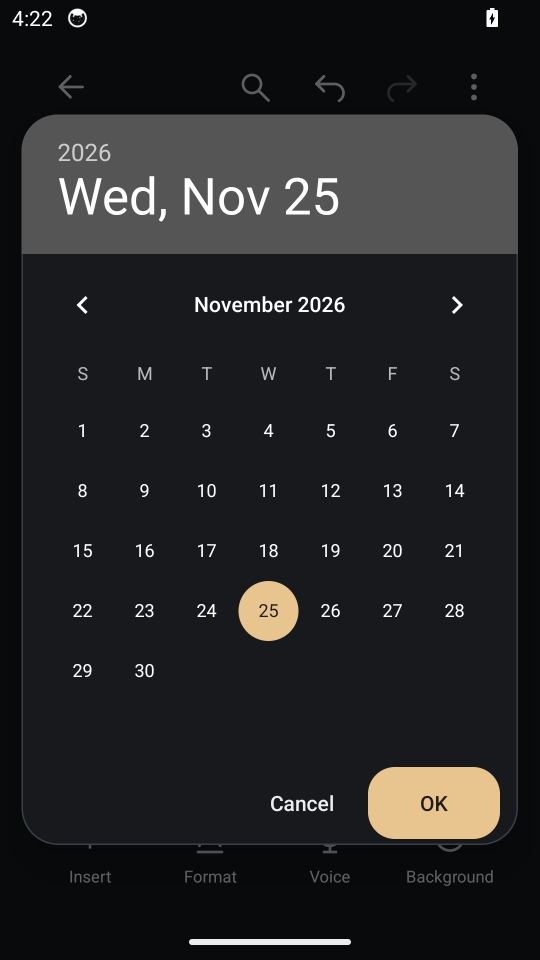 4:22
2026
Wed, Nov 25
November 2026
S M T W T F S
1 2 3 4 5 6 7
8 9 10 11 12 13 14
15 16 17 18 19 20 21
22 23 24 25 26 27 28
29 30
Cancel OK
Insert Format Voice Background